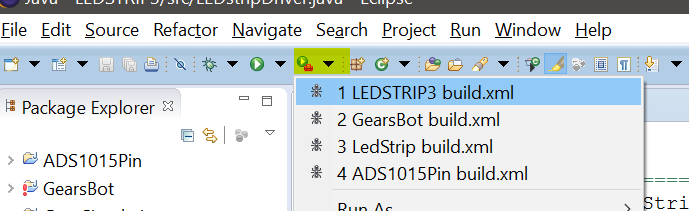 Java - LEDSTRIP3/src/LEDstripDriver.java - Eclipse
File Edit Source Refactor Navigate Search Project Run Window Help
Package Explorer
1 LEDSTRIP3 build.xml
2 GearsBot build.xml
3 LedStrip build.xml
4 ADS1015Pin build.xml
Run As
ADS1015Pin
GearsBot
Stri